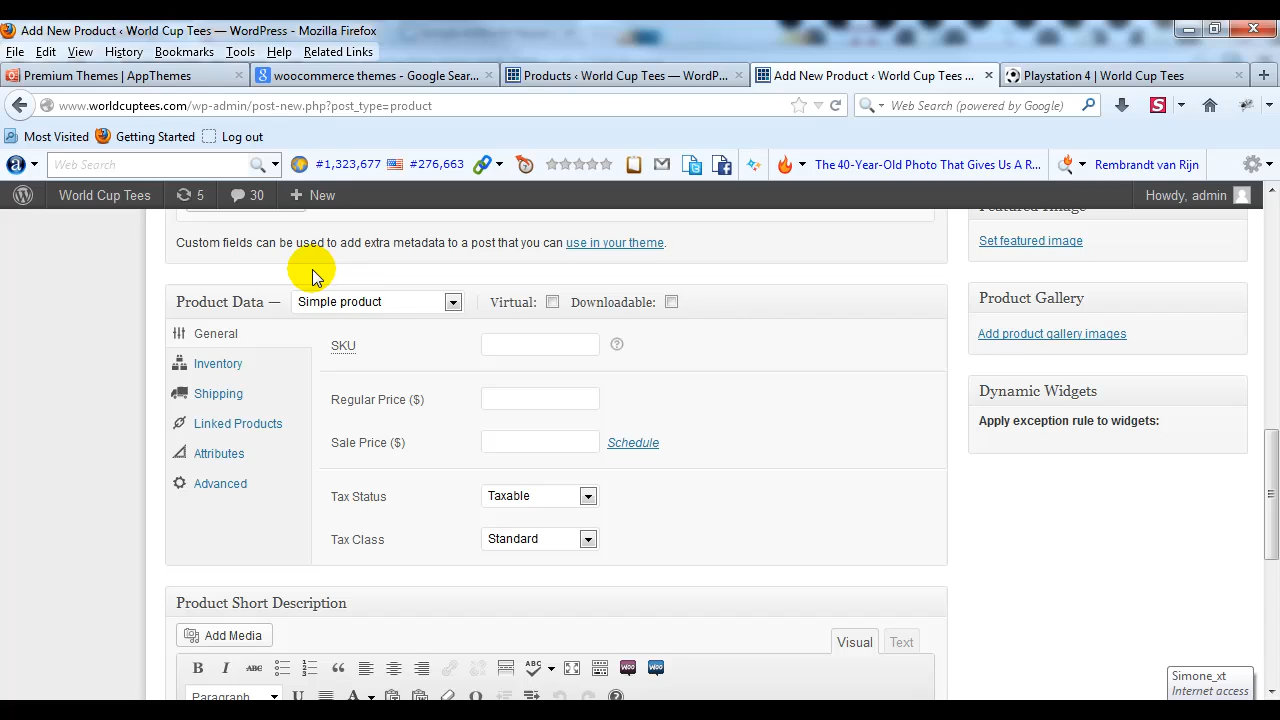 Add New Product ‹ World Cup Tees — WordPress - Mozilla Firefox
File Edit View History Bookmarks Tools Help Related Links
Premium Themes | AppThemes × woocommerce themes - Google Sear... × Products ‹ World Cup Tees — WordP... × Add New Product ‹ World Cup Tees ... × Playstation 4 | World Cup Tees ×
www.worldcuptees.com/wp-admin/post-new.php?post_type=product Web Search (powered by Google)
Most Visited Getting Started Log out
Web Search #1,323,677 #276,663 The 40-Year-Old Photo That Gives Us A R... Rembrandt van Rijn
World Cup Tees 5 30 + New Howdy, admin
Featured Image
Custom fields can be used to add extra metadata to a post that you can use in your theme.
Set featured image
Product Data — Simple product Virtual: Downloadable:
Product Gallery
General
SKU
Add product gallery images
Inventory
Shipping
Regular Price ($)
Dynamic Widgets
Linked Products
Apply exception rule to widgets:
Sale Price ($) Schedule
Attributes
Advanced
Tax Status Taxable
Tax Class Standard
Product Short Description
Add Media
Visual Text
B I ABC ABC
Paragraph U A Ω
Simone_xt
Internet access